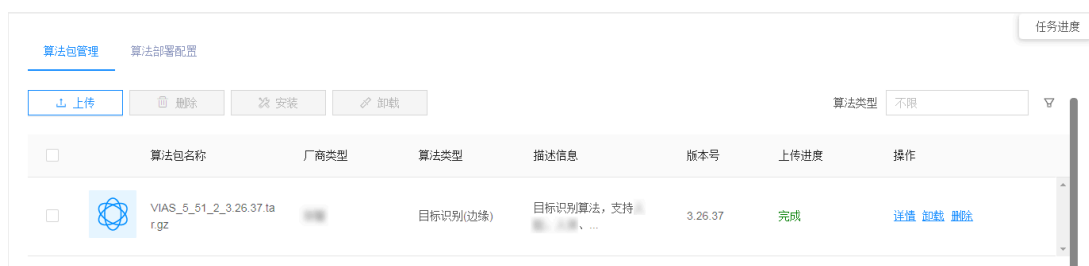 任务进度
算法包管理 算法部署配置
上传 删除 安装 卸载 算法类型 不限
算法包名称 厂商类型 算法类型 描述信息 版本号 上传进度 操作
VIAS_5_51_2_3.26.37.ta
r.gz
目标识别(边缘)
目标识别算法，支持
、...
3.26.37
完成
详情 卸载 删除